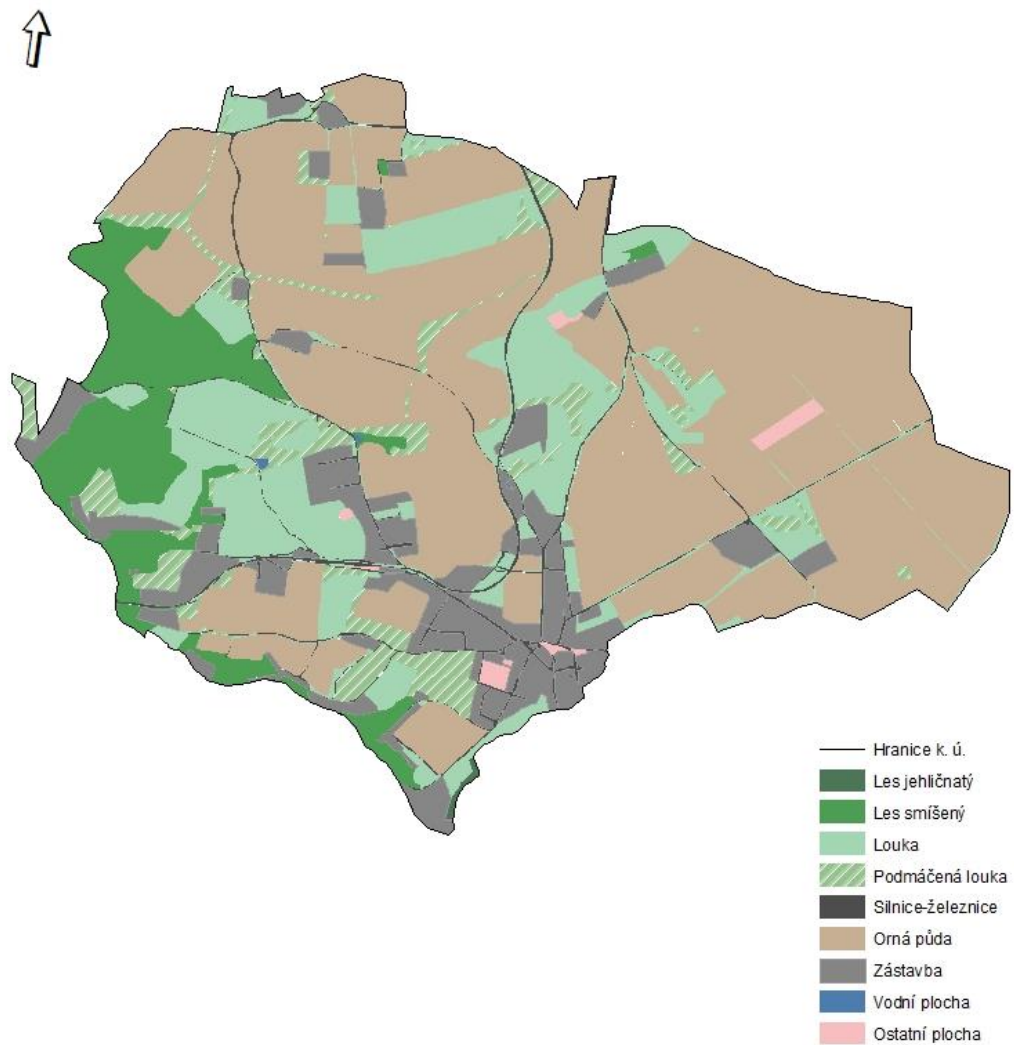 Hranice k. ú.
Les jehličnatý
Les smíšený
Louka
Podmáčená louka
Silnice-železnice
Orná půda
Zástavba
Vodní plocha
Ostatní plocha